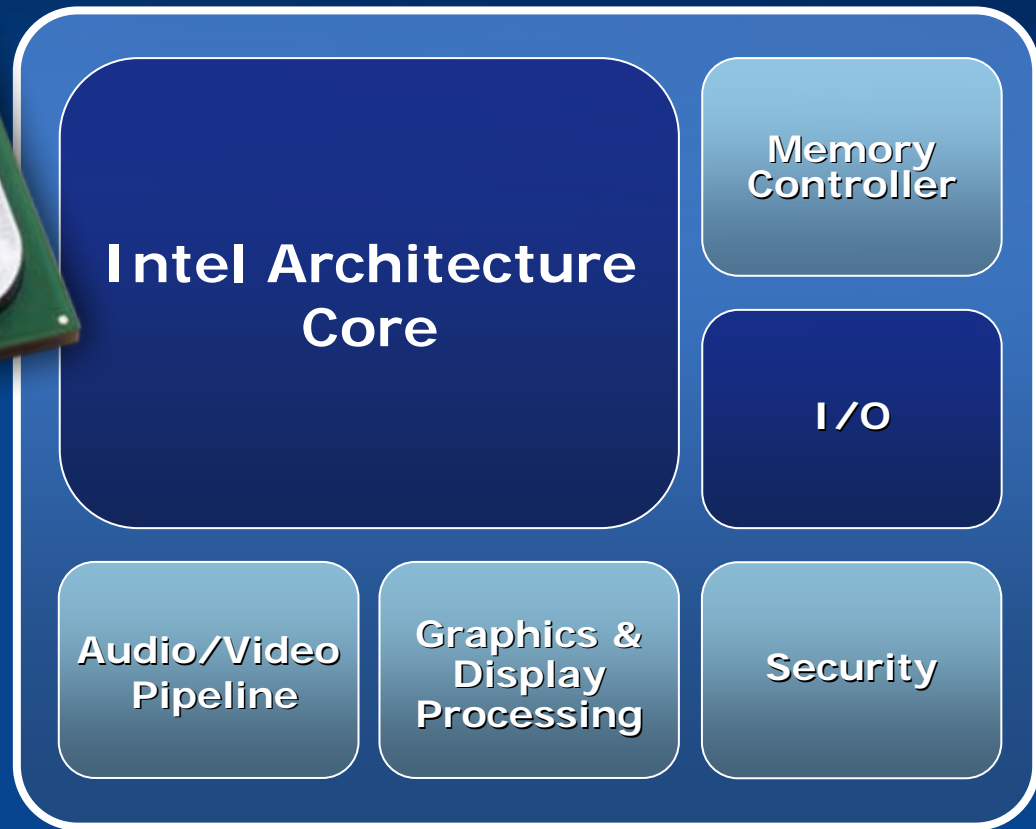 Intel Architecture
Core
Memory
Controller
I/O
Audio/Video
Pipeline
Graphics &
Display
Processing
Security